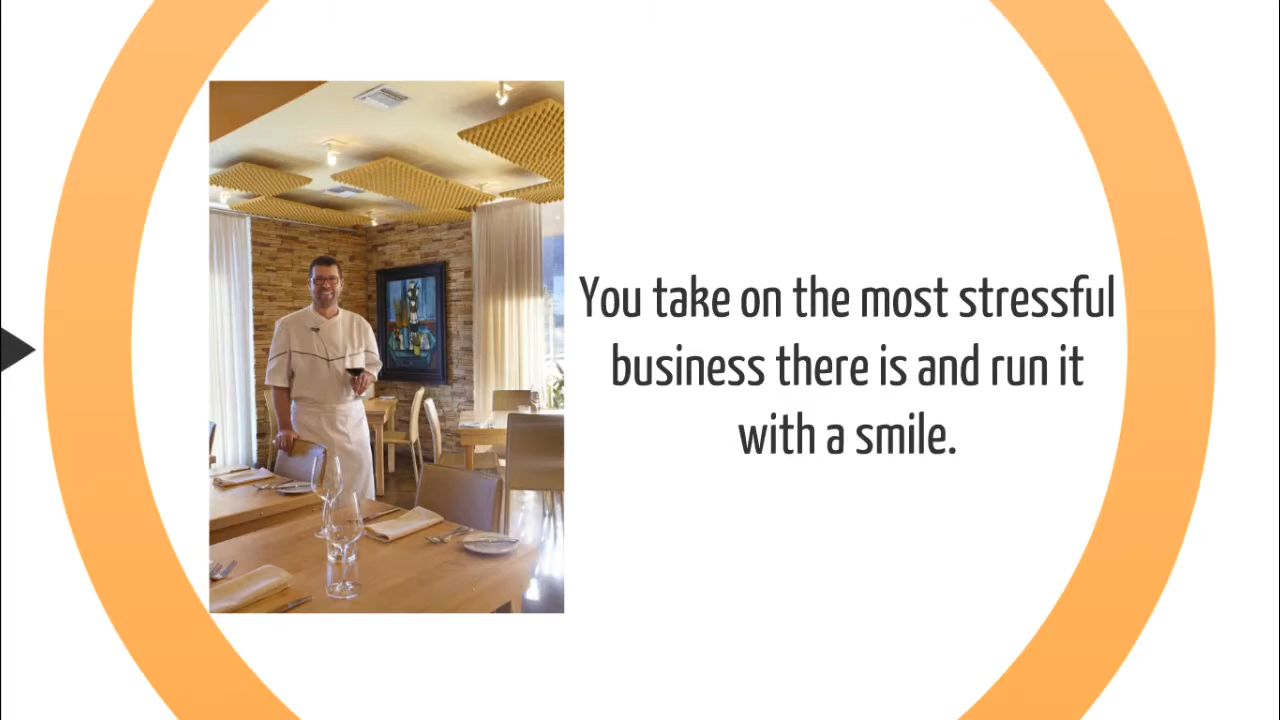 You take on the most stressful
business there is and run it
with a smile.